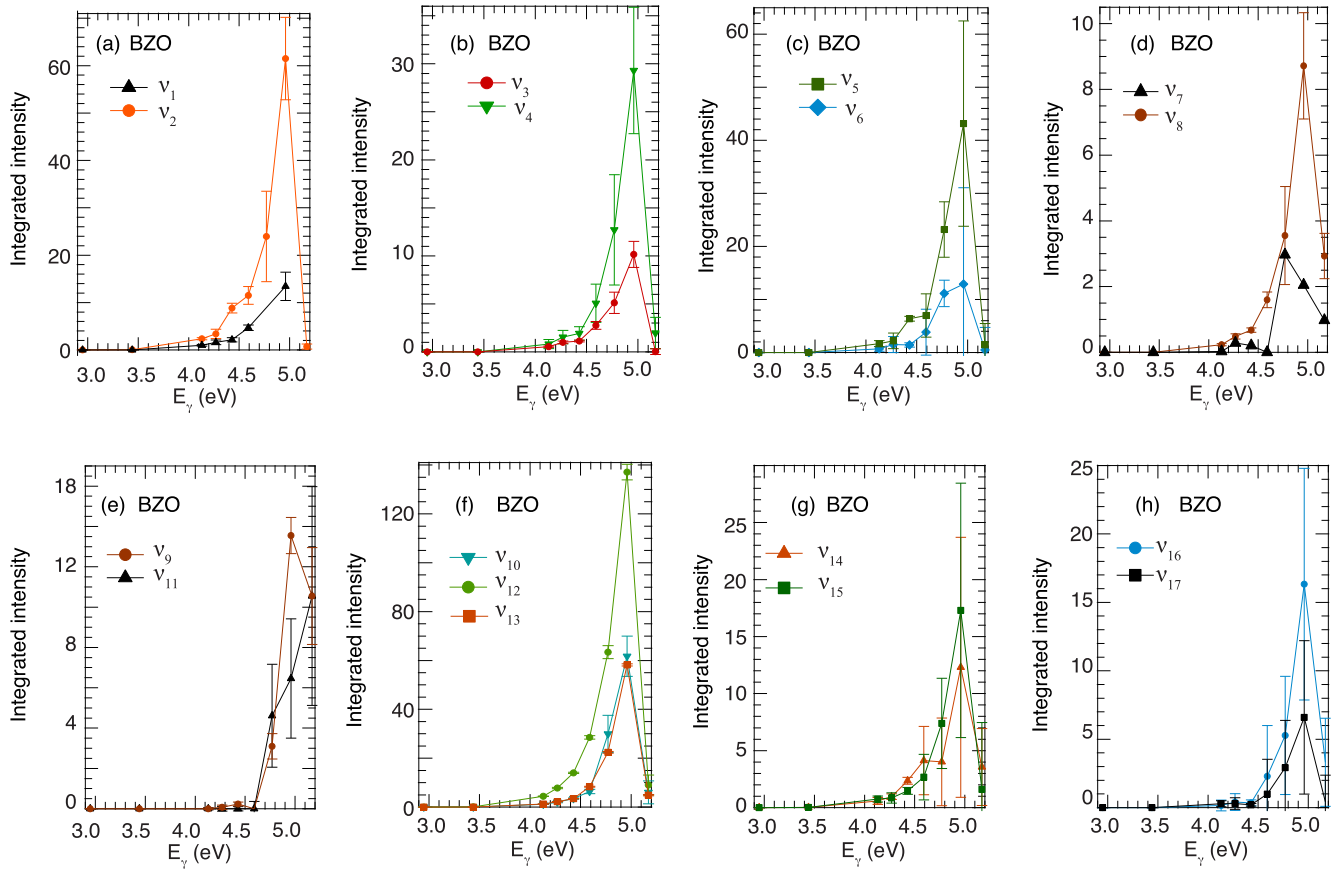 (a) BZO
ν1
ν2
Integrated intensity
60
40
20
0
3.0 3.5 4.0 4.5 5.0
Eγ (eV)
(b) BZO
ν3
ν4
Integrated intensity
30
20
10
0
3.0 3.5 4.0 4.5 5.0
Eγ (eV)
(c) BZO
ν5
ν6
Integrated intensity
60
40
20
0
3.0 3.5 4.0 4.5 5.0
Eγ (eV)
(d) BZO
ν7
ν8
Integrated intensity
10
8
6
4
2
0
3.0 3.5 4.0 4.5 5.0
Eγ (eV)
(e) BZO
ν9
ν11
Integrated intensity
18
15
12
8
4
0
3.0 3.5 4.0 4.5 5.0
Eγ (eV)
(f) BZO
ν10
ν12
ν13
Integrated intensity
120
80
60
40
0
3.0 3.5 4.0 4.5 5.0
Eγ (eV)
(g) BZO
ν14
ν15
Integrated intensity
25
20
15
10
5
0
3.0 3.5 4.0 4.5 5.0
Eγ (eV)
(h) BZO
ν16
ν17
Integrated intensity
25
20
15
10
5
0
3.0 3.5 4.0 4.5 5.0
Eγ (eV)